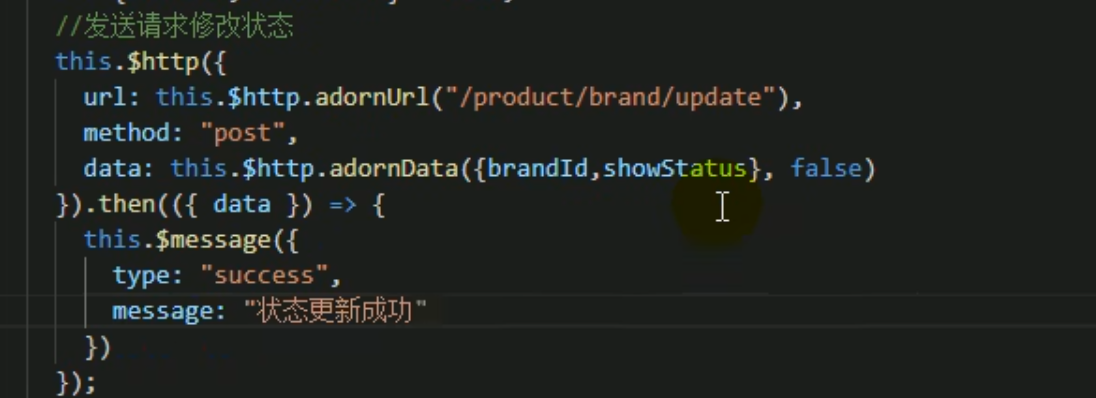 //发送请求修改状态
this.$http({
url: this.$http.adornUrl("/product/brand/update"),
method: "post",
data: this.$http.adornData({brandId,showStatus}, false)
}).then(({ data }) => {
this.$message({
type: "success",
message: "状态更新成功"
})
});